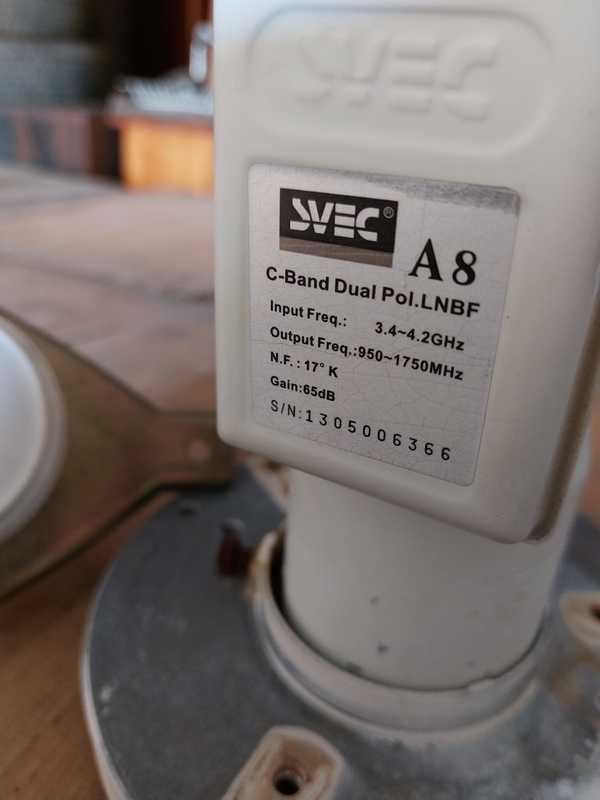 SVEC
SVEC®
A8
C-Band Dual Pol.LNBF
Input Freq.: 3.4~4.2GHz
Output Freq.:950~1750MHz
N.F. : 17° K
Gain:65dB
S/N:1305006366